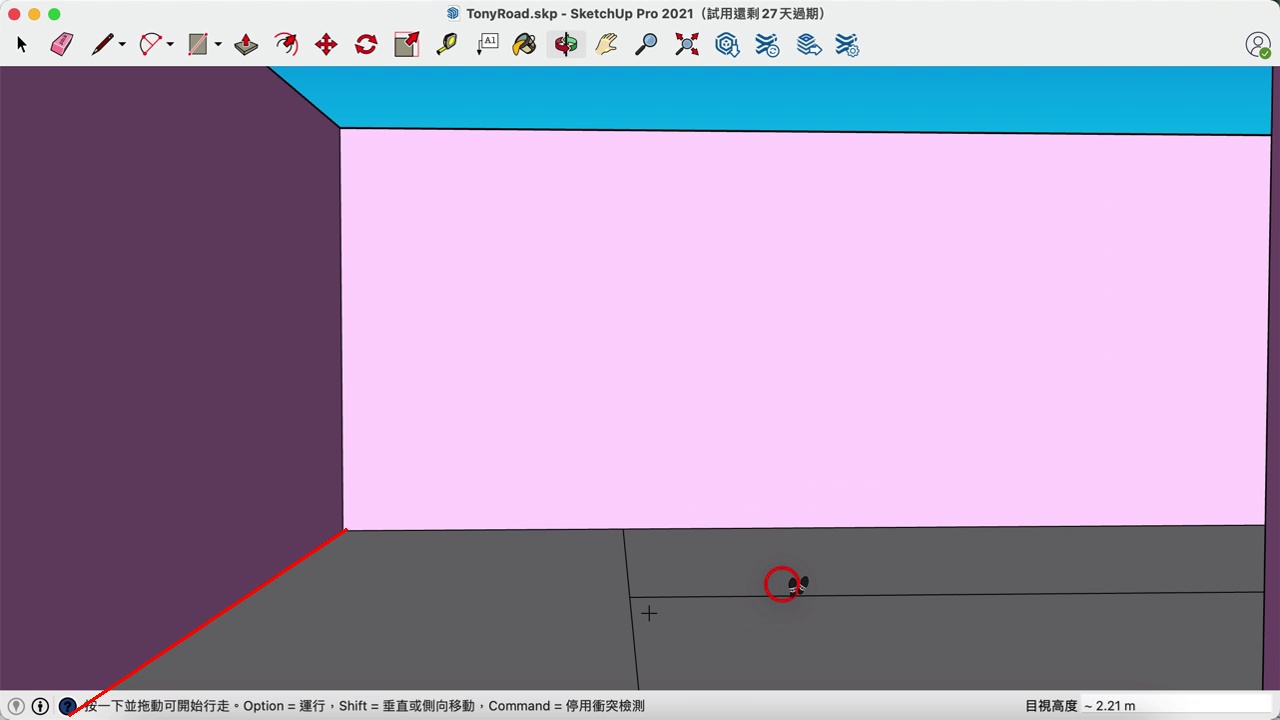 TonyRoad.skp - SketchUp Pro 2021（試用還剩 27 天過期）
A1
按一下並拖動可開始行走。Option = 運行，Shift = 垂直或側向移動，Command = 停用衝突檢測
目視高度 ~ 2.21 m